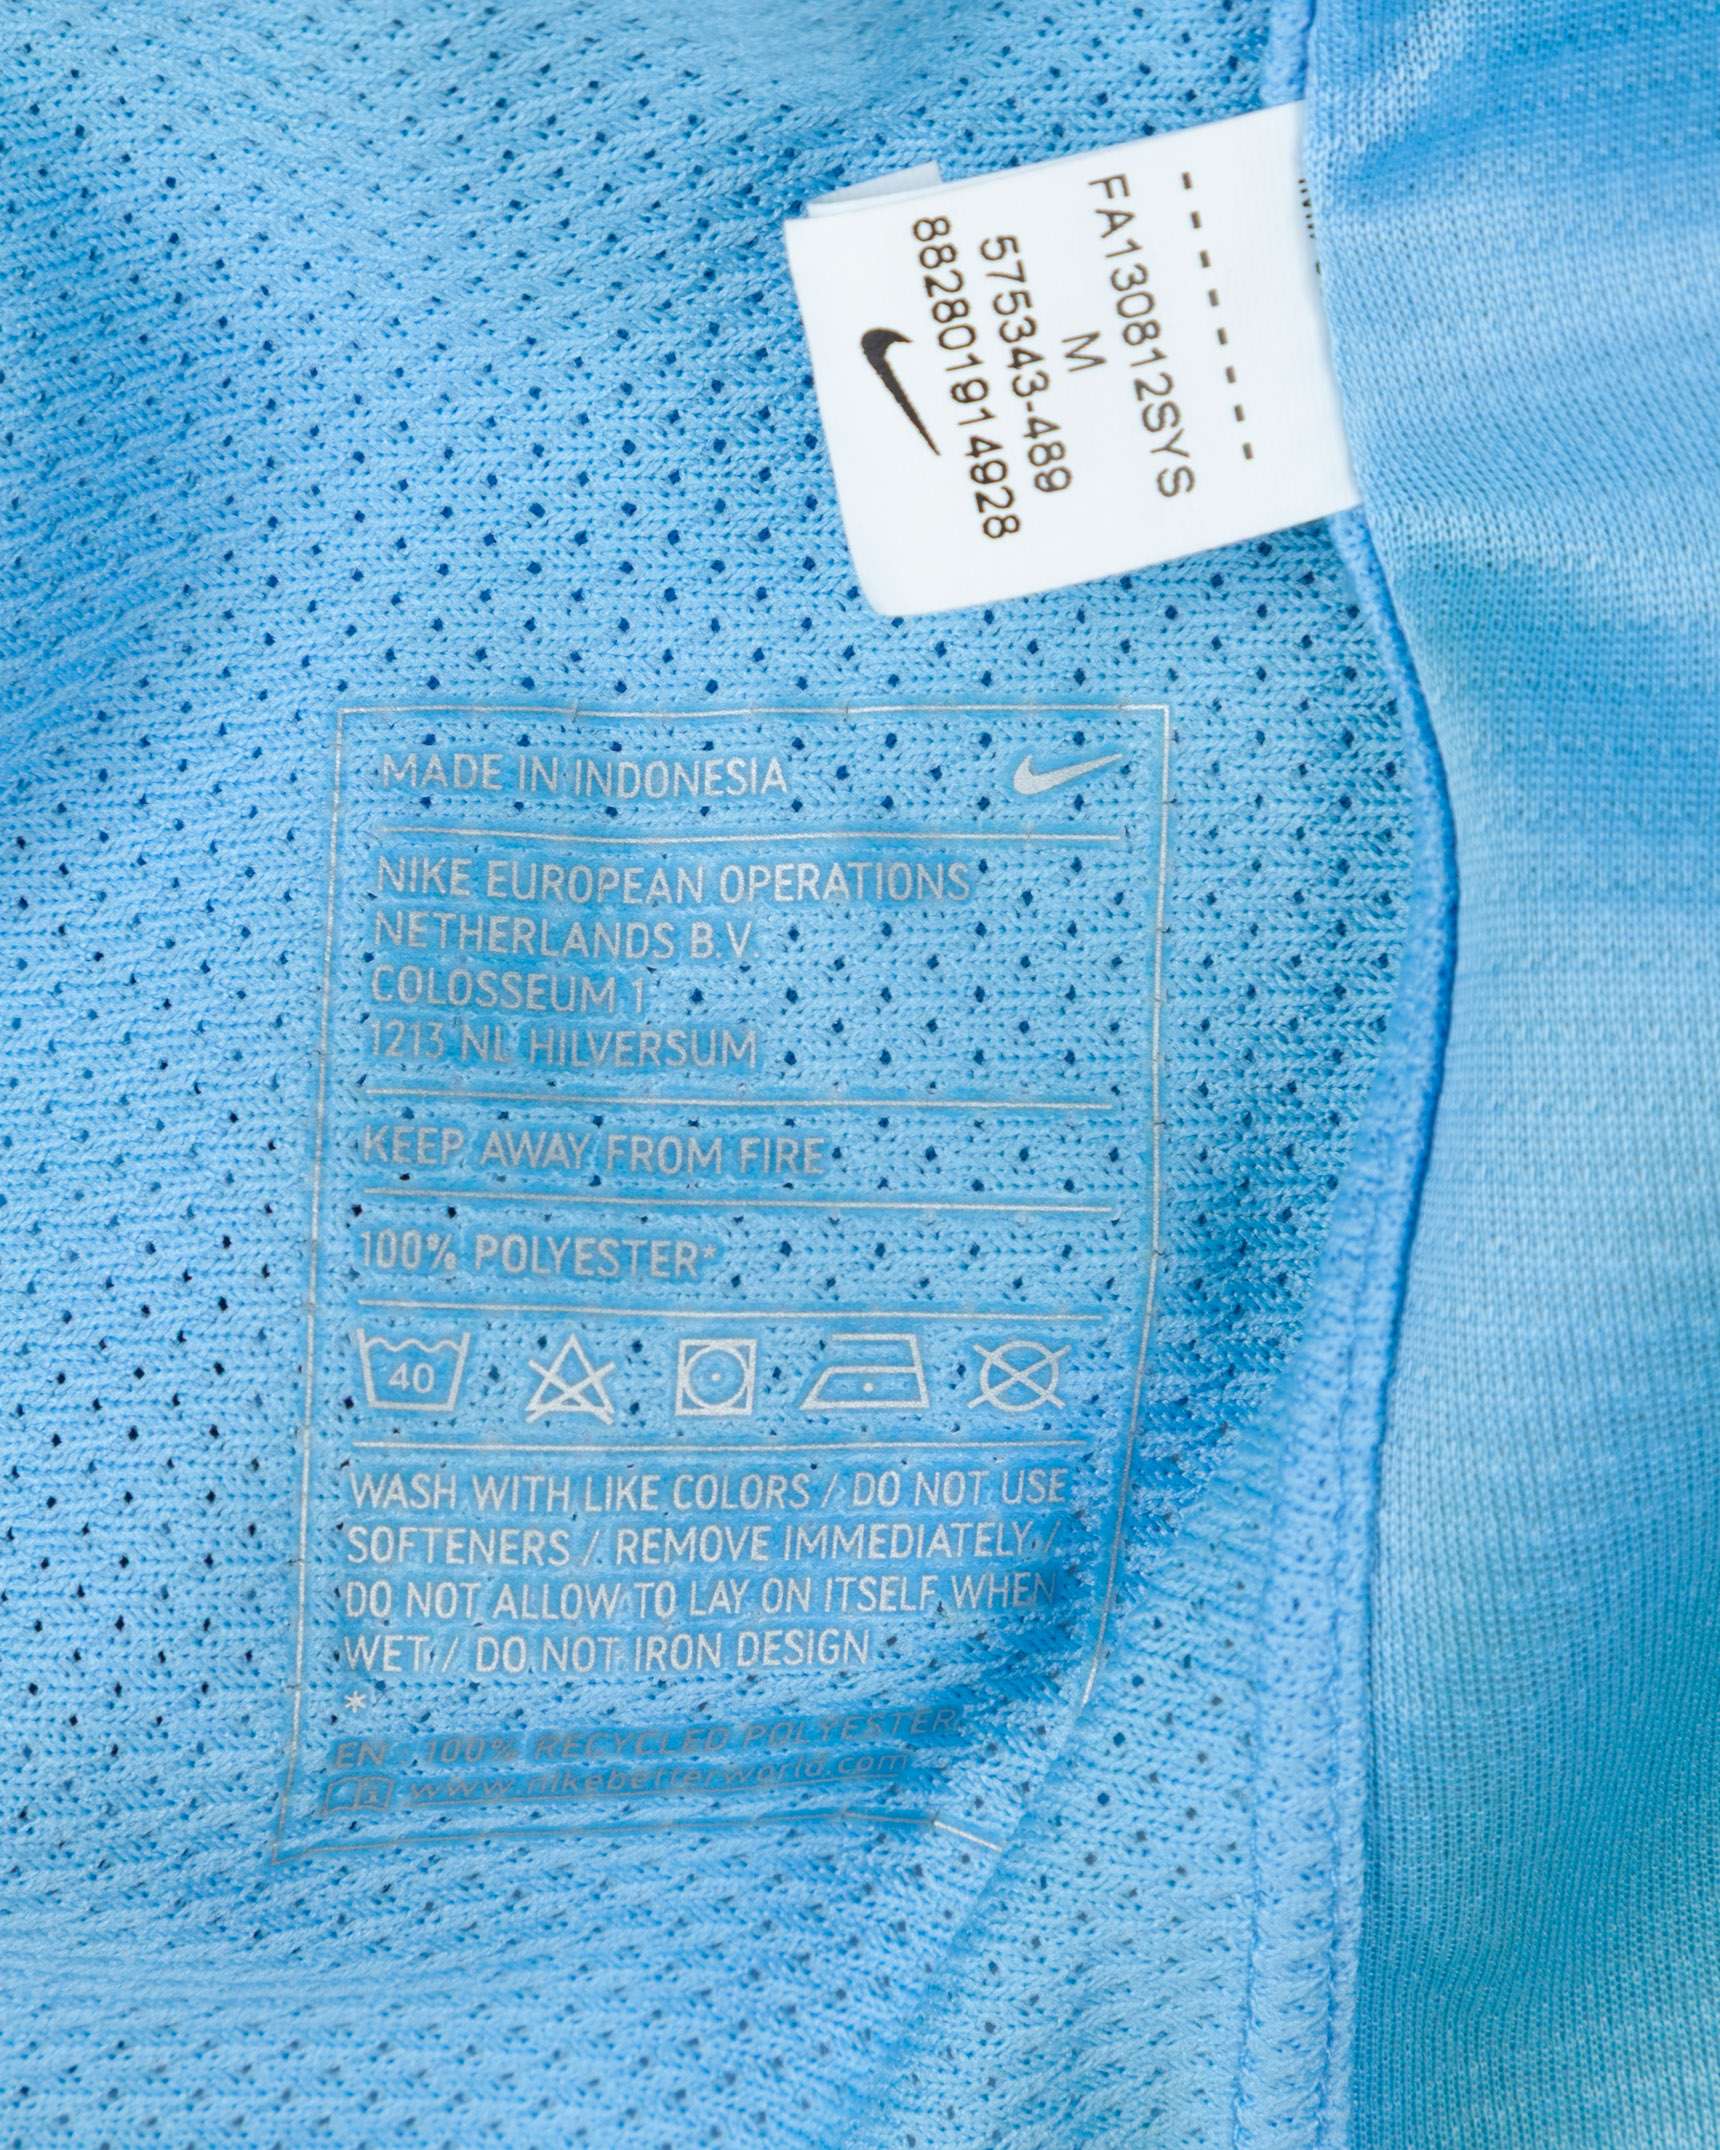 FA130812SYS
M
575343-489
882801914928
MADE IN INDONESIA
NIKE EUROPEAN OPERATIONS
NETHERLANDS B.V.
COLOSSEUM 1
1213 NL HILVERSUM
KEEP AWAY FROM FIRE
100% POLYESTER*
40
WASH WITH LIKE COLORS / DO NOT USE
SOFTENERS / REMOVE IMMEDIATELY /
DO NOT ALLOW TO LAY ON ITSELF WHEN
WET / DO NOT IRON DESIGN
*
EN : 100% RECYCLED POLYESTER
www.nikebetterworld.com